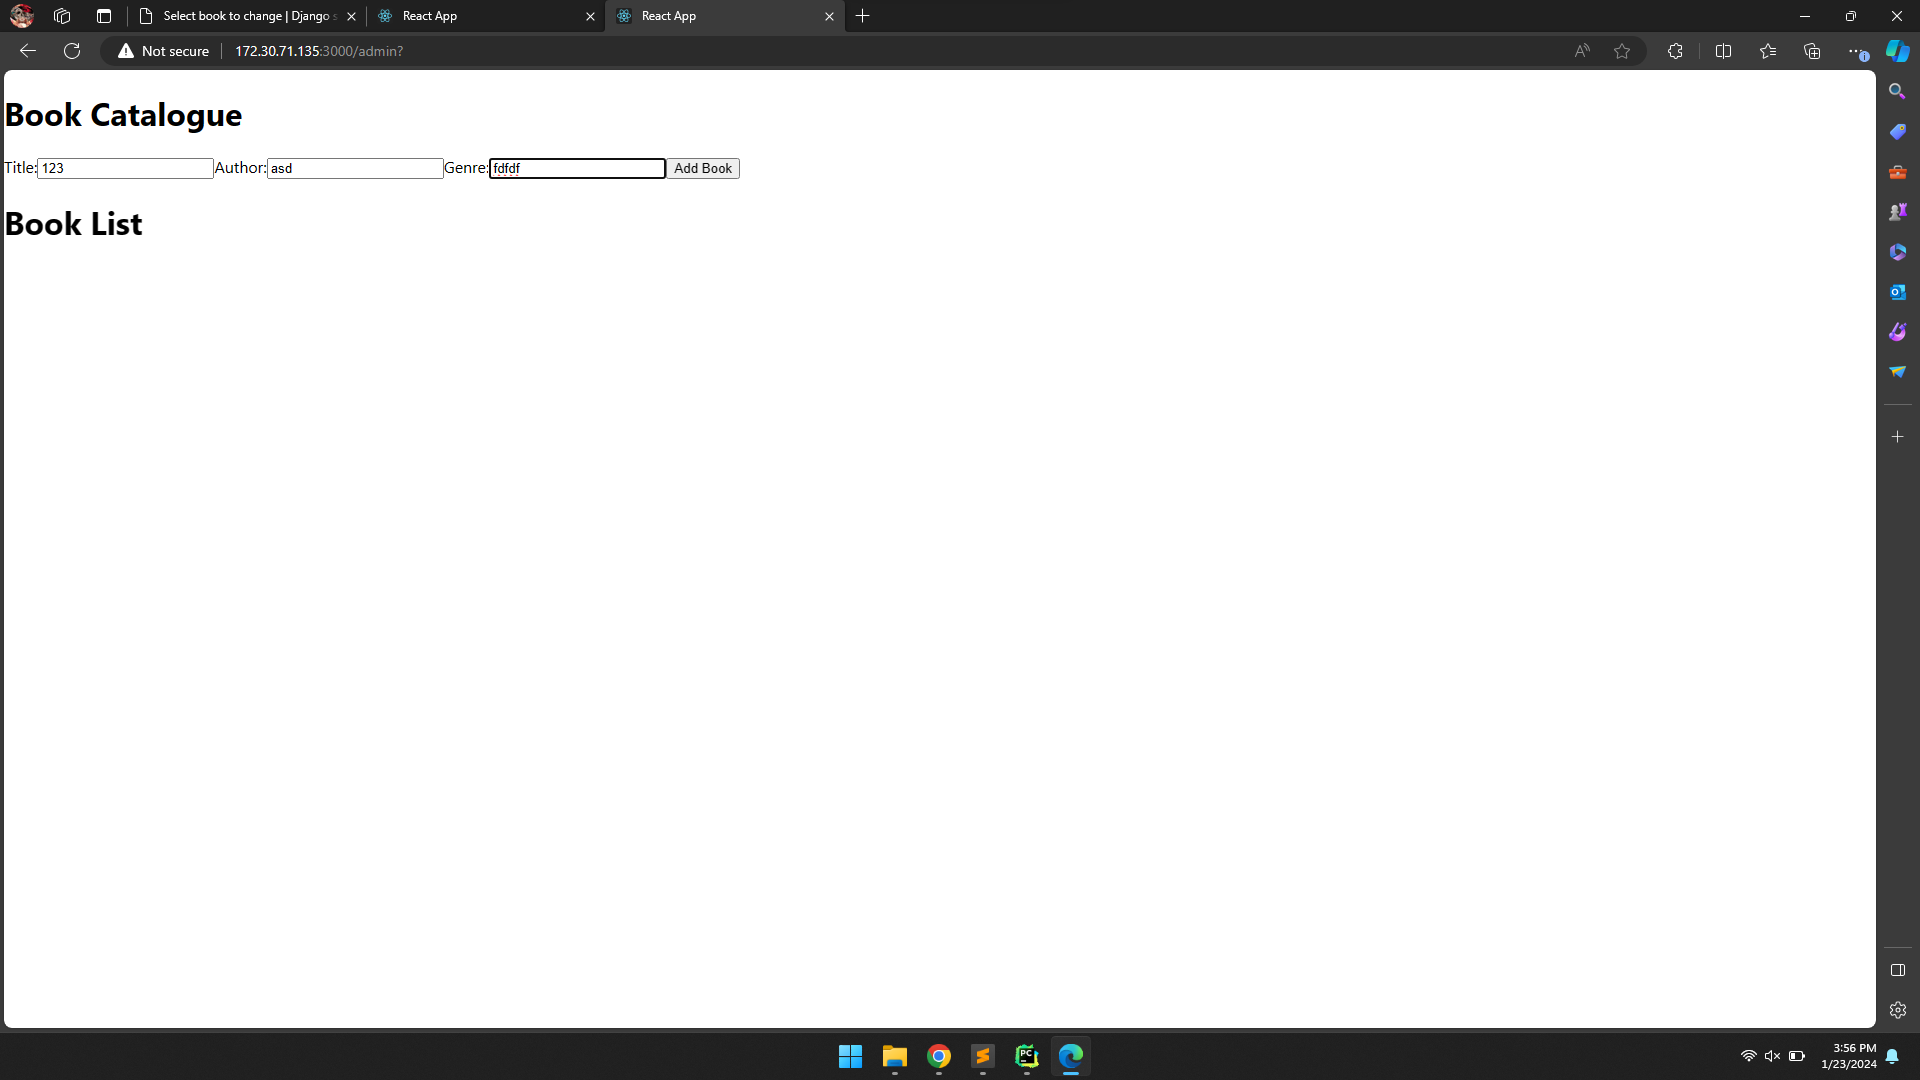 Select book to change | Django s
React App
React App
Not secure
172.30.71.135:3000/admin?
Book Catalogue
Title: 123 Author: asd Genre: fdfdf Add Book
Book List
3:56 PM
1/23/2024